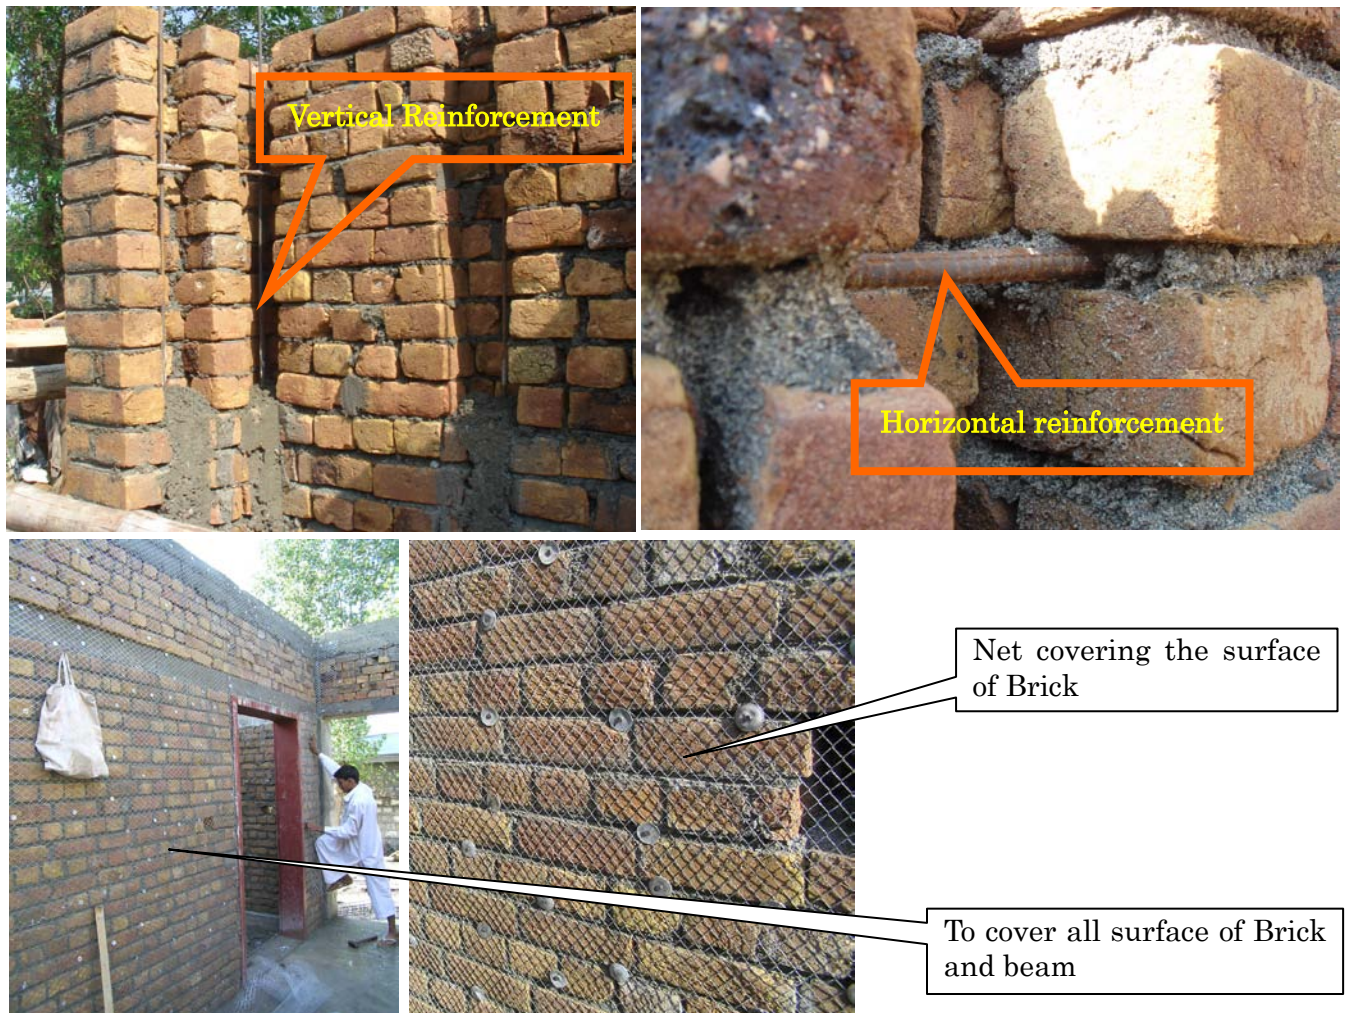 Vertical Reinforcement
Horizontal reinforcement
Net covering the surface
of Brick
To cover all surface of Brick
and beam